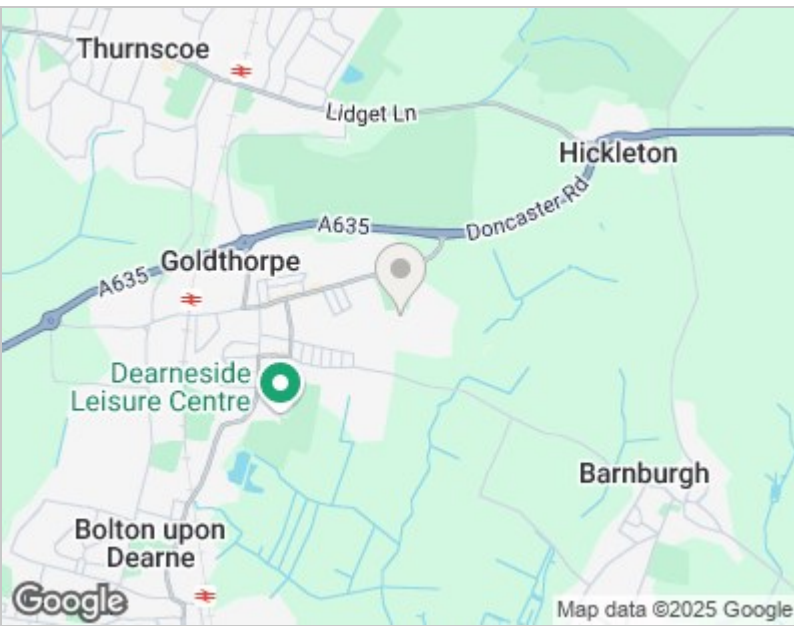 Thurnscoe
Lidget Ln
Hickleton
A635
Doncaster Rd
Goldthorpe
A635
Dearneside
Leisure Centre
Barnburgh
Bolton upon
Dearne
Google
Map data ©2025 Google